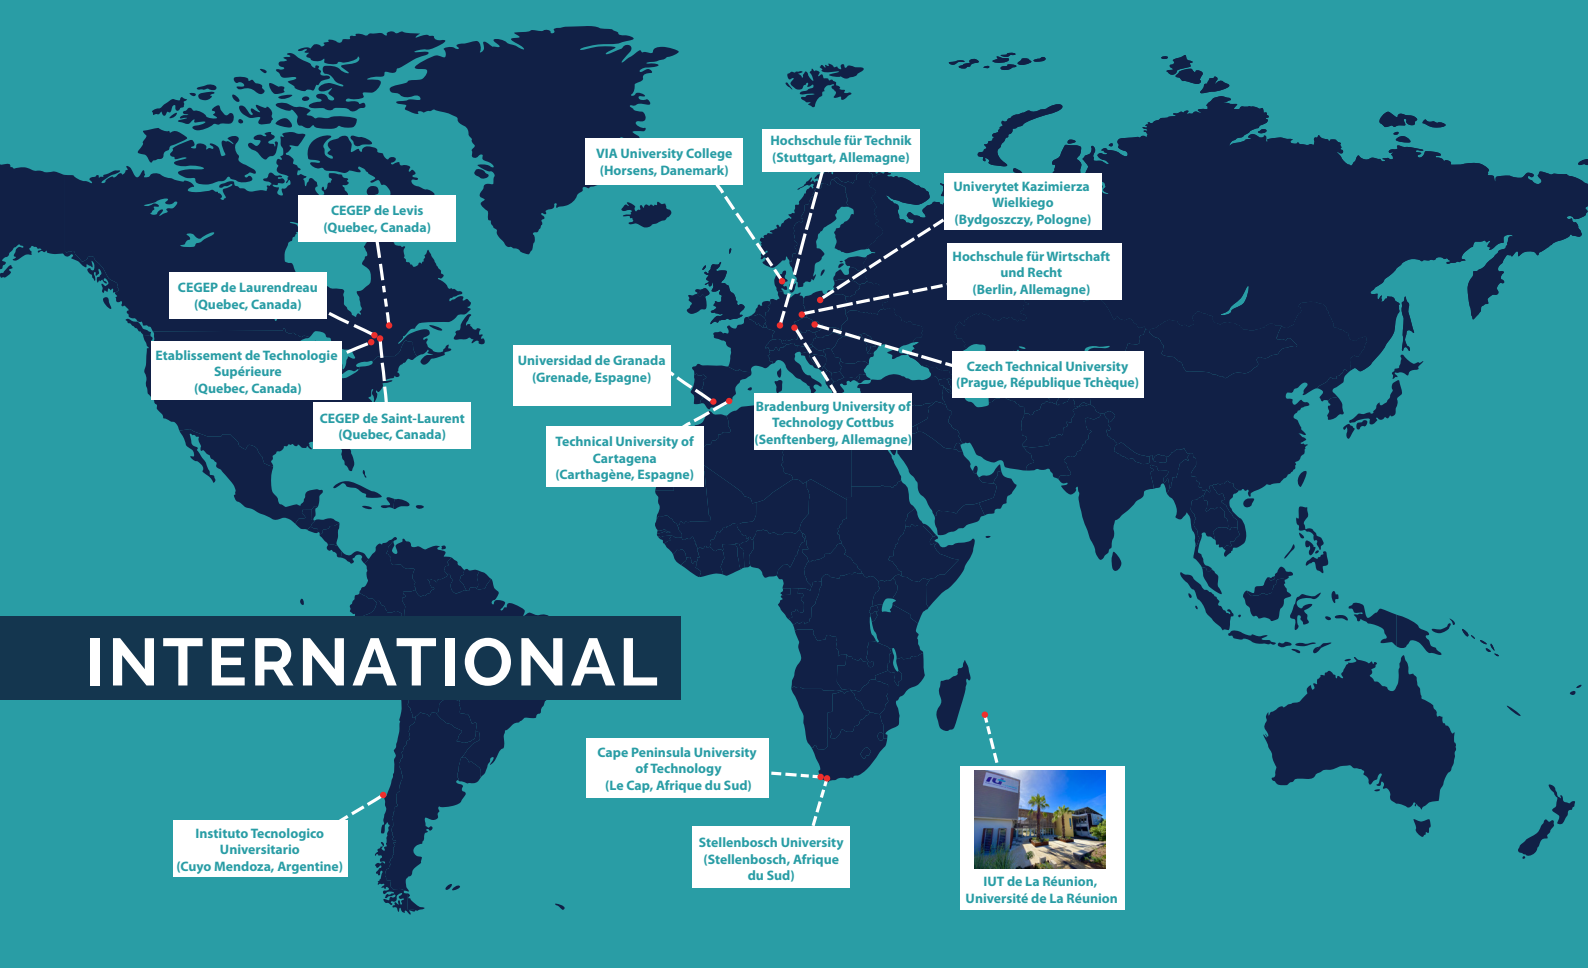 Hochschule für Technik
(Stuttgart, Allemagne)
VIA University College
(Horsens, Danemark)
Univerytet Kazimierza
Wielkiego
(Bydgoszczy, Pologne)
CEGEP de Levis
(Quebec, Canada)
Hochschule für Wirtschaft
und Recht
(Berlin, Allemagne)
CEGEP de Laurendreau
(Quebec, Canada)
Etablissement de Technologie
Supérieure
(Quebec, Canada)
Universidad de Granada
(Grenade, Espagne)
Czech Technical University
(Prague, République Tchèque)
CEGEP de Saint-Laurent
(Quebec, Canada)
Bradenburg University of
Technology Cottbus
(Senftenberg, Allemagne)
Technical University of
Cartagena
(Carthagène, Espagne)
INTERNATIONAL
Cape Peninsula University
of Technology
(Le Cap, Afrique du Sud)
Instituto Tecnologico
Universitario
(Cuyo Mendoza, Argentine)
Stellenbosch University
(Stellenbosch, Afrique
du Sud)
IUT de La Réunion,
Université de La Réunion